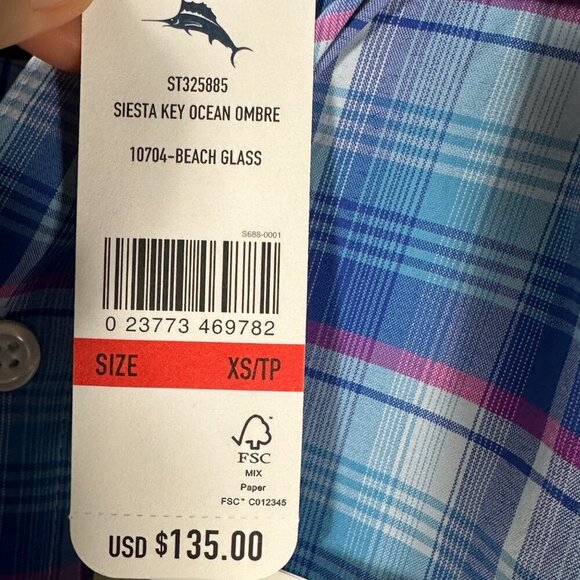 ST325885
SIESTA KEY OCEAN OMBRE
10704-BEACH GLASS
S688-0001
0 23773 469782
SIZE XS/TP
FSC
MIX
Paper
FSC™ C012345
USD $135.00